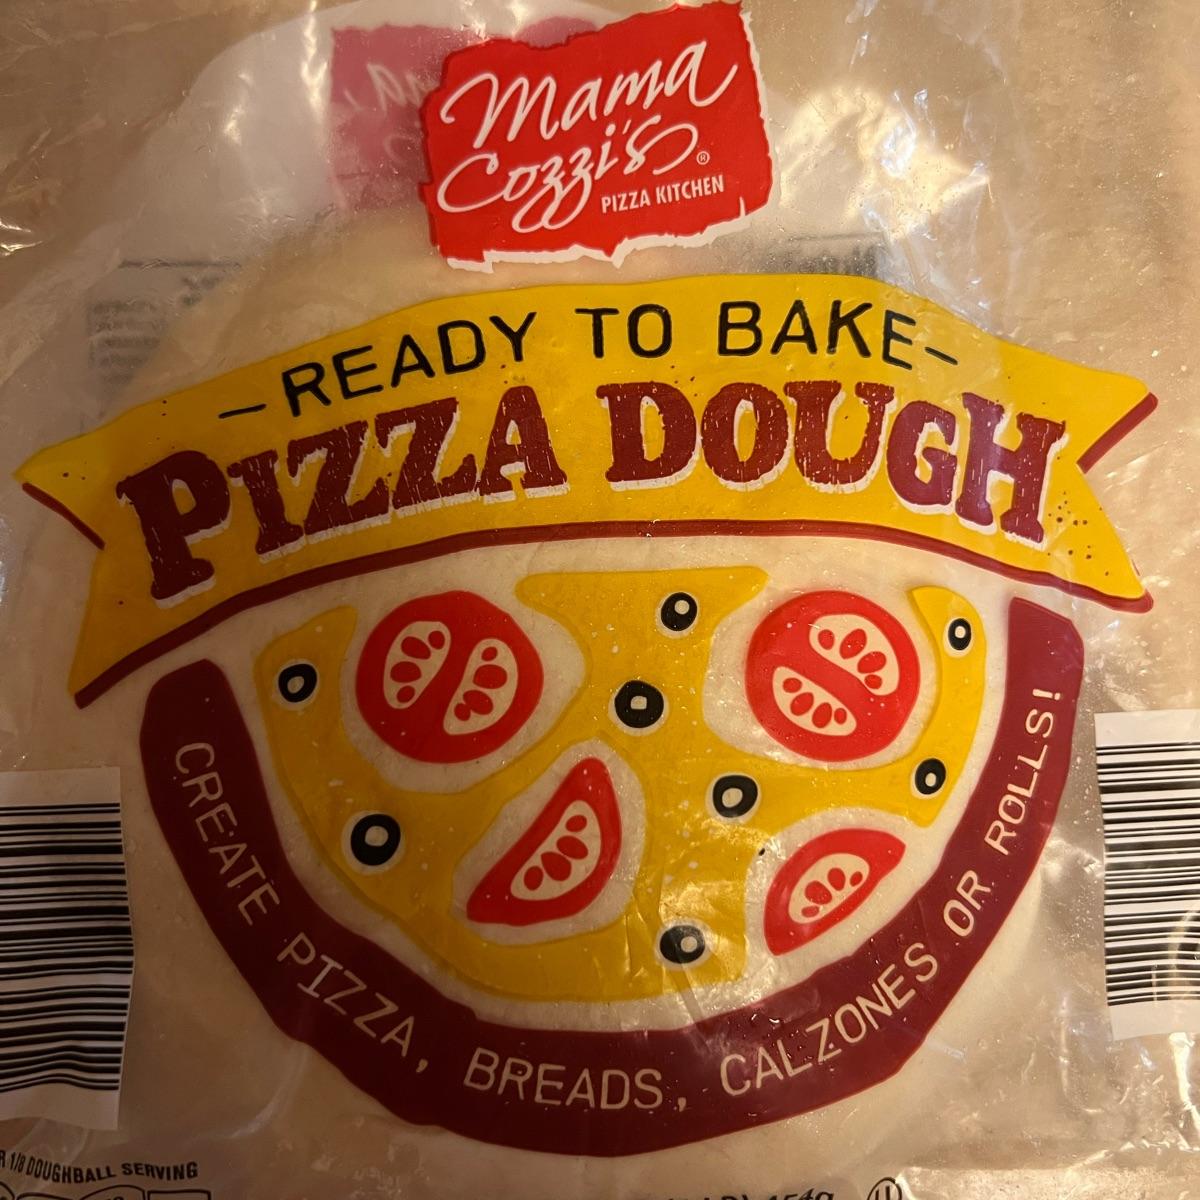 Mama
Cozzi's®
PIZZA KITCHEN
-READY TO BAKE-
PIZZA DOUGH
CREATE PIZZA, BREADS, CALZONES OR ROLLS!
1/8 DOUGHBALL SERVING
454g